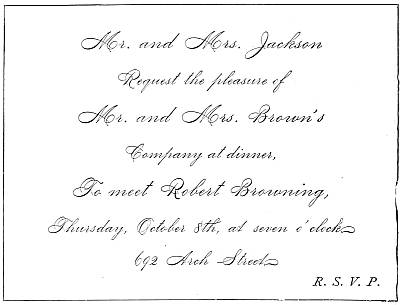 Mr. and Mrs. Jackson
Request the pleasure of
Mr. and Mrs. Brown's
Company at dinner,
To meet Robert Browning,
Thursday, October 8th, at seven o'clock
692 Arch Street
R. S. V. P.